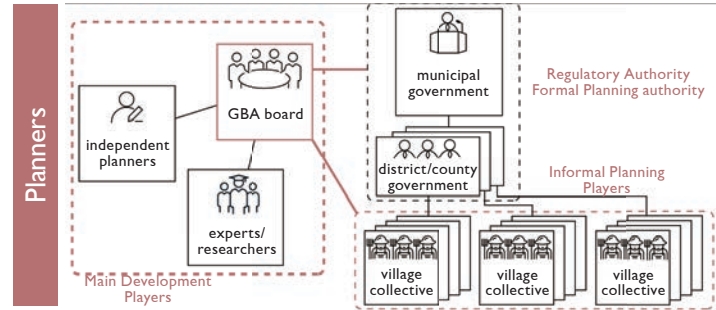 Planners
independent
planners
GBA board
experts/
researchers
Main Development
Players
municipal
government
district/county
government
Regulatory Authority
Formal Planning authority
Informal Planning
Players
village
collective
village
collective
village
collective